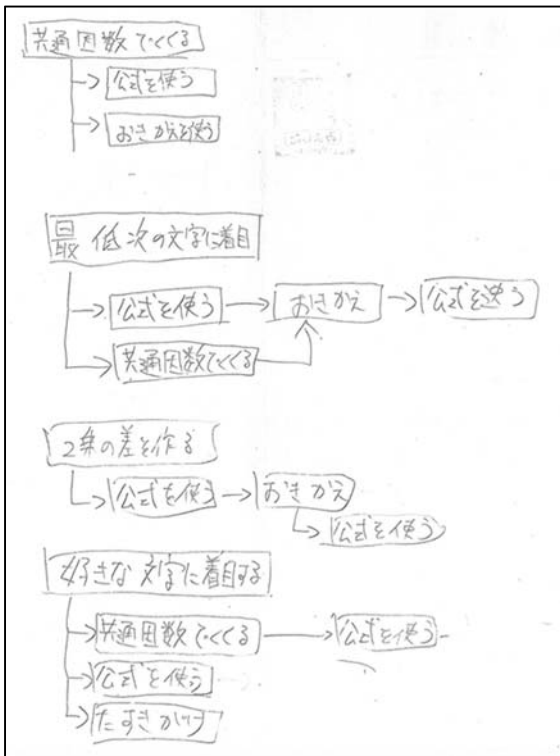 共通因数でくくる
公式を使う
おきかえを使う
最低次の文字に着目
公式を使う → おきかえ → 公式を使う
共通因数でくくる
2乗の差を作る
公式を使う → おきかえ
公式を使う
好きな文字に着目する
共通因数でくくる → 公式を使う
公式を使う
たすきがけ